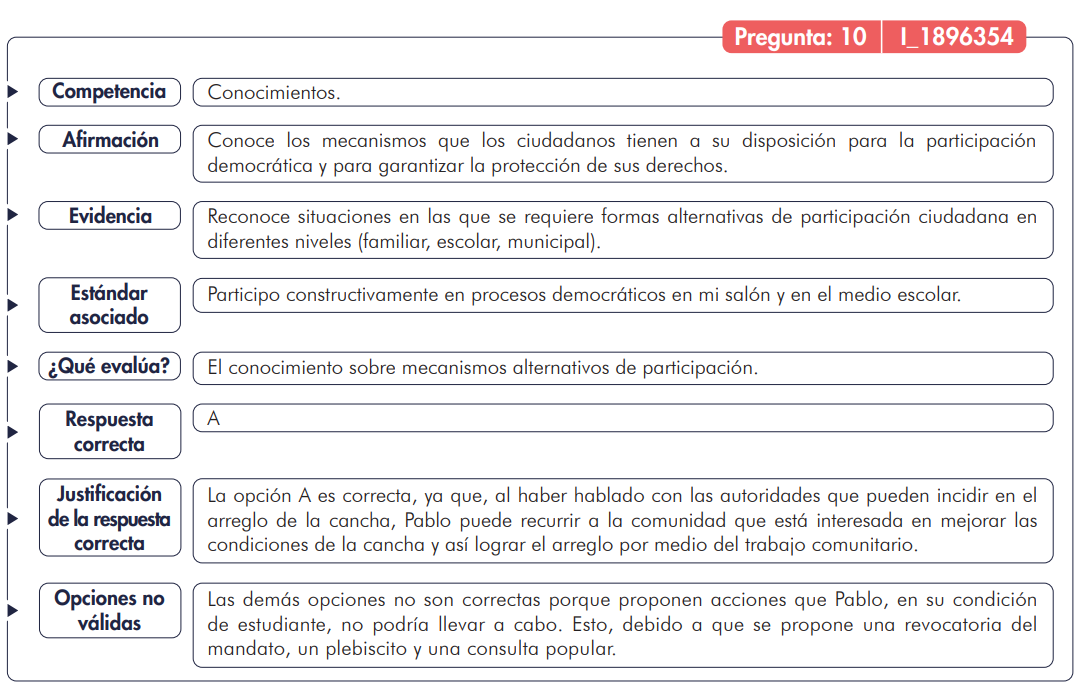 Pregunta: 10 I_1896354
Competencia
Conocimientos.
Afirmación
Conoce los mecanismos que los ciudadanos tienen a su disposición para la participación
democrática y para garantizar la protección de sus derechos.
Evidencia
Reconoce situaciones en las que se requiere formas alternativas de participación ciudadana en
diferentes niveles (familiar, escolar, municipal).
Estándar
asociado
Participo constructivamente en procesos democráticos en mi salón y en el medio escolar.
¿Qué evalúa?
El conocimiento sobre mecanismos alternativos de participación.
Respuesta
correcta
A
Justificación
de la respuesta
correcta
La opción A es correcta, ya que, al haber hablado con las autoridades que pueden incidir en el
arreglo de la cancha, Pablo puede recurrir a la comunidad que está interesada en mejorar las
condiciones de la cancha y así lograr el arreglo por medio del trabajo comunitario.
Opciones no
válidas
Las demás opciones no son correctas porque proponen acciones que Pablo, en su condición
de estudiante, no podría llevar a cabo. Esto, debido a que se propone una revocatoria del
mandato, un plebiscito y una consulta popular.